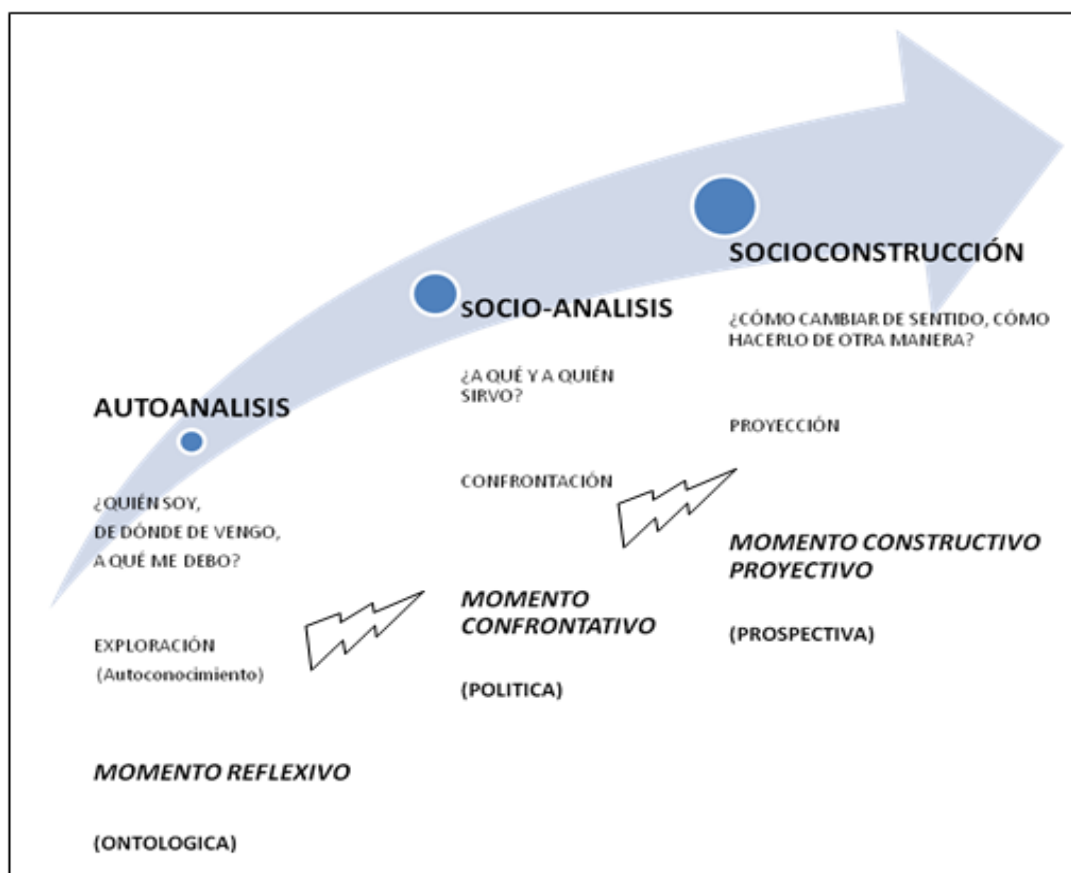 AUTOANALISIS
¿QUIÉN SOY,
DE DÓNDE DE VENGO,
A QUÉ ME DEBO?
EXPLORACIÓN
(Autoconocimiento)
MOMENTO REFLEXIVO
(ONTOLOGICA)
SOCIO-ANALISIS
¿A QUÉ Y A QUIÉN
SIRVO?
CONFRONTACIÓN
MOMENTO
CONFRONTATIVO
(POLITICA)
SOCIOCONSTRUCCIÓN
¿CÓMO CAMBIAR DE SENTIDO, CÓMO
HACERLO DE OTRA MANERA?
PROYECCIÓN
MOMENTO CONSTRUCTIVO
PROYECTIVO
(PROSPECTIVA)